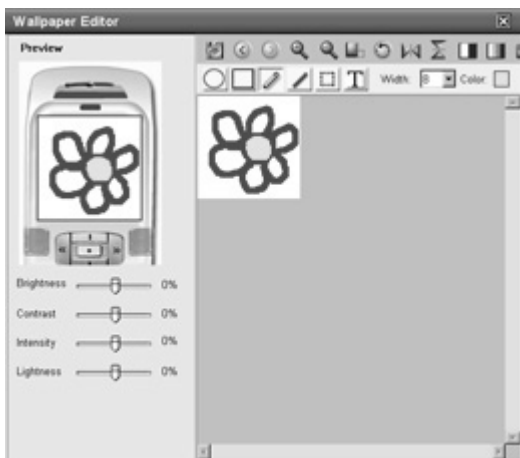 Wallpaper Editor
Preview
T Width: 8 Color:
Brightness 0%
Contrast 0%
Intensity 0%
Lightness 0%